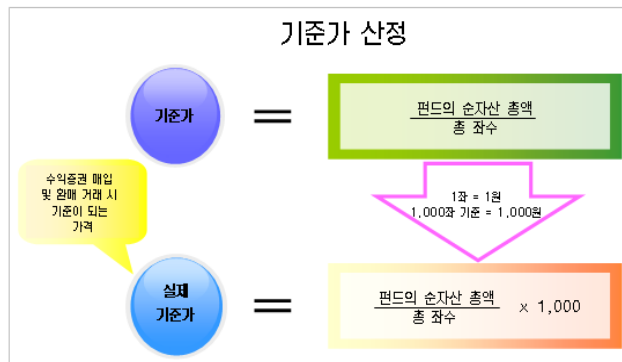 기준가 산정
기준가
=
펀드의 순자산 총액
총 좌수
수익증권 매입
및 환매 거래 시
기준이 되는
가격
1좌 = 1원
1,000좌 기준 = 1,000원
실제
기준가
=
펀드의 순자산 총액
총 좌수
x 1,000